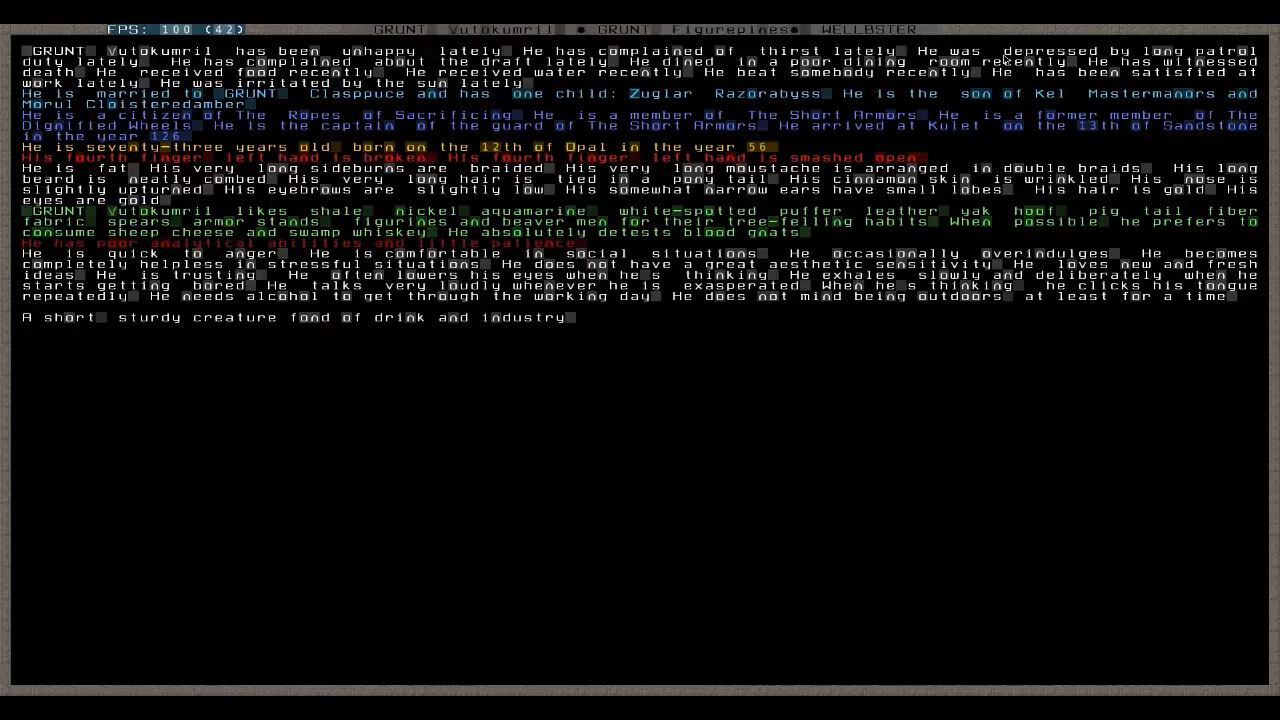 FPS: 100 (42) GRUNT Vutokumril ● GRUNT Figurepines● WELLBSTER
GRUNT Vutokumril has been unhappy lately He has complained of thirst lately He was depressed by long patrol
duty lately He has complained about the draft lately He dined in a poor dining room recently He has witnessed
death He received food recently He received water recently He beat somebody recently He has been satisfied at
work lately He was irritated by the sun lately
He is married to GRUNT Clasppuce and has one child: Zuglar Razorabyss He is the son of Kel Mastermanors and
Morul Cloisteredamber
He is a citizen of The Ropes of Sacrificing He is a member of The Short Armors He is a former member of The
Dignified Wheels He is the captain of the guard of The Short Armors He arrived at Kulet on the 13th of Sandstone
in the year 126
He is seventy-three years old born on the 12th of Opal in the year 56
His fourth finger left hand is broken His fourth finger left hand is smashed open
He is fat His very long sideburns are braided His very long moustache is arranged in double braids His long
beard is neatly combed His very long hair is tied in a pony tail His cinnamon skin is wrinkled His nose is
slightly upturned His eyebrows are slightly low His somewhat narrow ears have small lobes His hair is gold His
eyes are gold
GRUNT Vutokumril likes shale nickel aquamarine white-spotted puffer leather yak hoof pig tail fiber
fabric spears armor stands figurines and beaver men for their tree-felling habits When possible he prefers to
consume sheep cheese and swamp whiskey He absolutely detests blood gnats
He has poor analytical abilities and little patience
He is quick to anger He is comfortable in social situations He occasionally overindulges He becomes
completely helpless in stressful situations He does not have a great aesthetic sensitivity He loves new and fresh
ideas He is trusting He often lowers his eyes when he is thinking He exhales slowly and deliberately when he
starts getting bored He talks very loudly whenever he is exasperated When he s thinking he clicks his tongue
repeatedly He needs alcohol to get through the working day He does not mind being outdoors at least for a time
A short sturdy creature fond of drink and industry